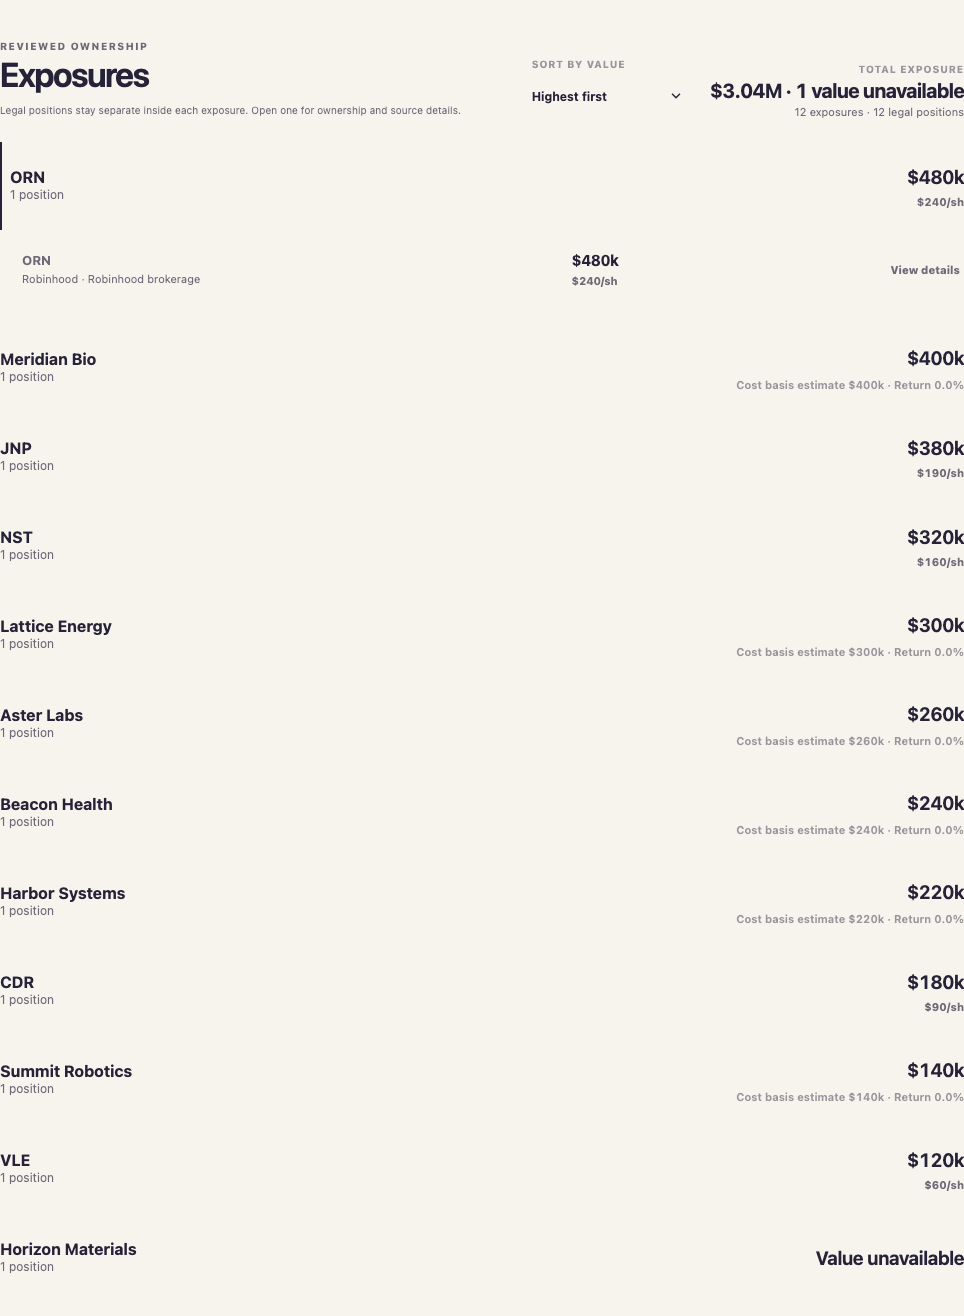 REVIEWED OWNERSHIP
Exposures
Legal positions stay separate inside each exposure. Open one for ownership and source details.
SORT BY VALUE
Highest first
TOTAL EXPOSURE
$3.04M · 1 value unavailable
12 exposures · 12 legal positions
ORN
1 position
$480k
$240/sh
ORN
Robinhood · Robinhood brokerage
$480k
$240/sh
View details
Meridian Bio
1 position
$400k
Cost basis estimate $400k · Return 0.0%
JNP
1 position
$380k
$190/sh
NST
1 position
$320k
$160/sh
Lattice Energy
1 position
$300k
Cost basis estimate $300k · Return 0.0%
Aster Labs
1 position
$260k
Cost basis estimate $260k · Return 0.0%
Beacon Health
1 position
$240k
Cost basis estimate $240k · Return 0.0%
Harbor Systems
1 position
$220k
Cost basis estimate $220k · Return 0.0%
CDR
1 position
$180k
$90/sh
Summit Robotics
1 position
$140k
Cost basis estimate $140k · Return 0.0%
VLE
1 position
$120k
$60/sh
Horizon Materials
1 position
Value unavailable